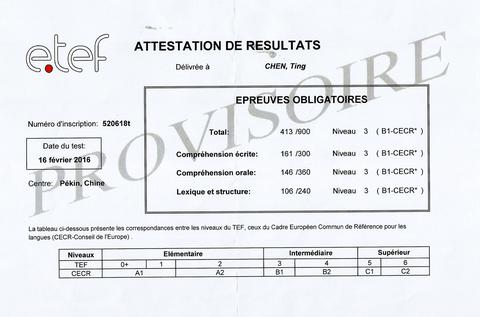 e.tef
ATTESTATION DE RESULTATS
Délivrée à CHEN, Ting
PROVISOIRE
EPREUVES OBLIGATOIRES
Numéro d'inscription: 520618t
Total: 413 /900 Niveau 3 ( B1-CECR* )
Date du test:
16 février 2016
Compréhension écrite: 161 /300 Niveau 3 ( B1-CECR* )
Compréhension orale: 146 /360 Niveau 3 ( B1-CECR* )
Centre: Pékin, Chine
Lexique et structure: 106 /240 Niveau 3 ( B1-CECR* )
La tableau ci-dessous présente les correspondances entre les niveaux du TEF, ceux du Cadre Européen Commun de Référence pour les
langues (CECR-Conseil de l'Europe) .
Niveaux Elémentaire Intermédiaire Supérieur
TEF 0+ 1 2 3 4 5 6
CECR A1 A2 B1 B2 C1 C2